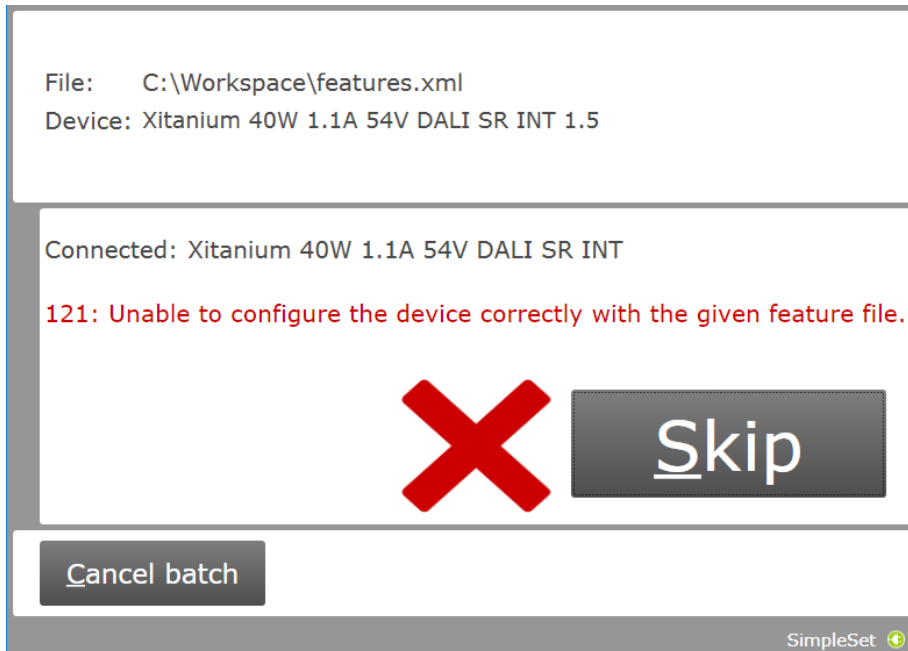 File: C:\Workspace\features.xml
Device: Xitanium 40W 1.1A 54V DALI SR INT 1.5
Connected: Xitanium 40W 1.1A 54V DALI SR INT
121: Unable to configure the device correctly with the given feature file.
Skip
Cancel batch
SimpleSet